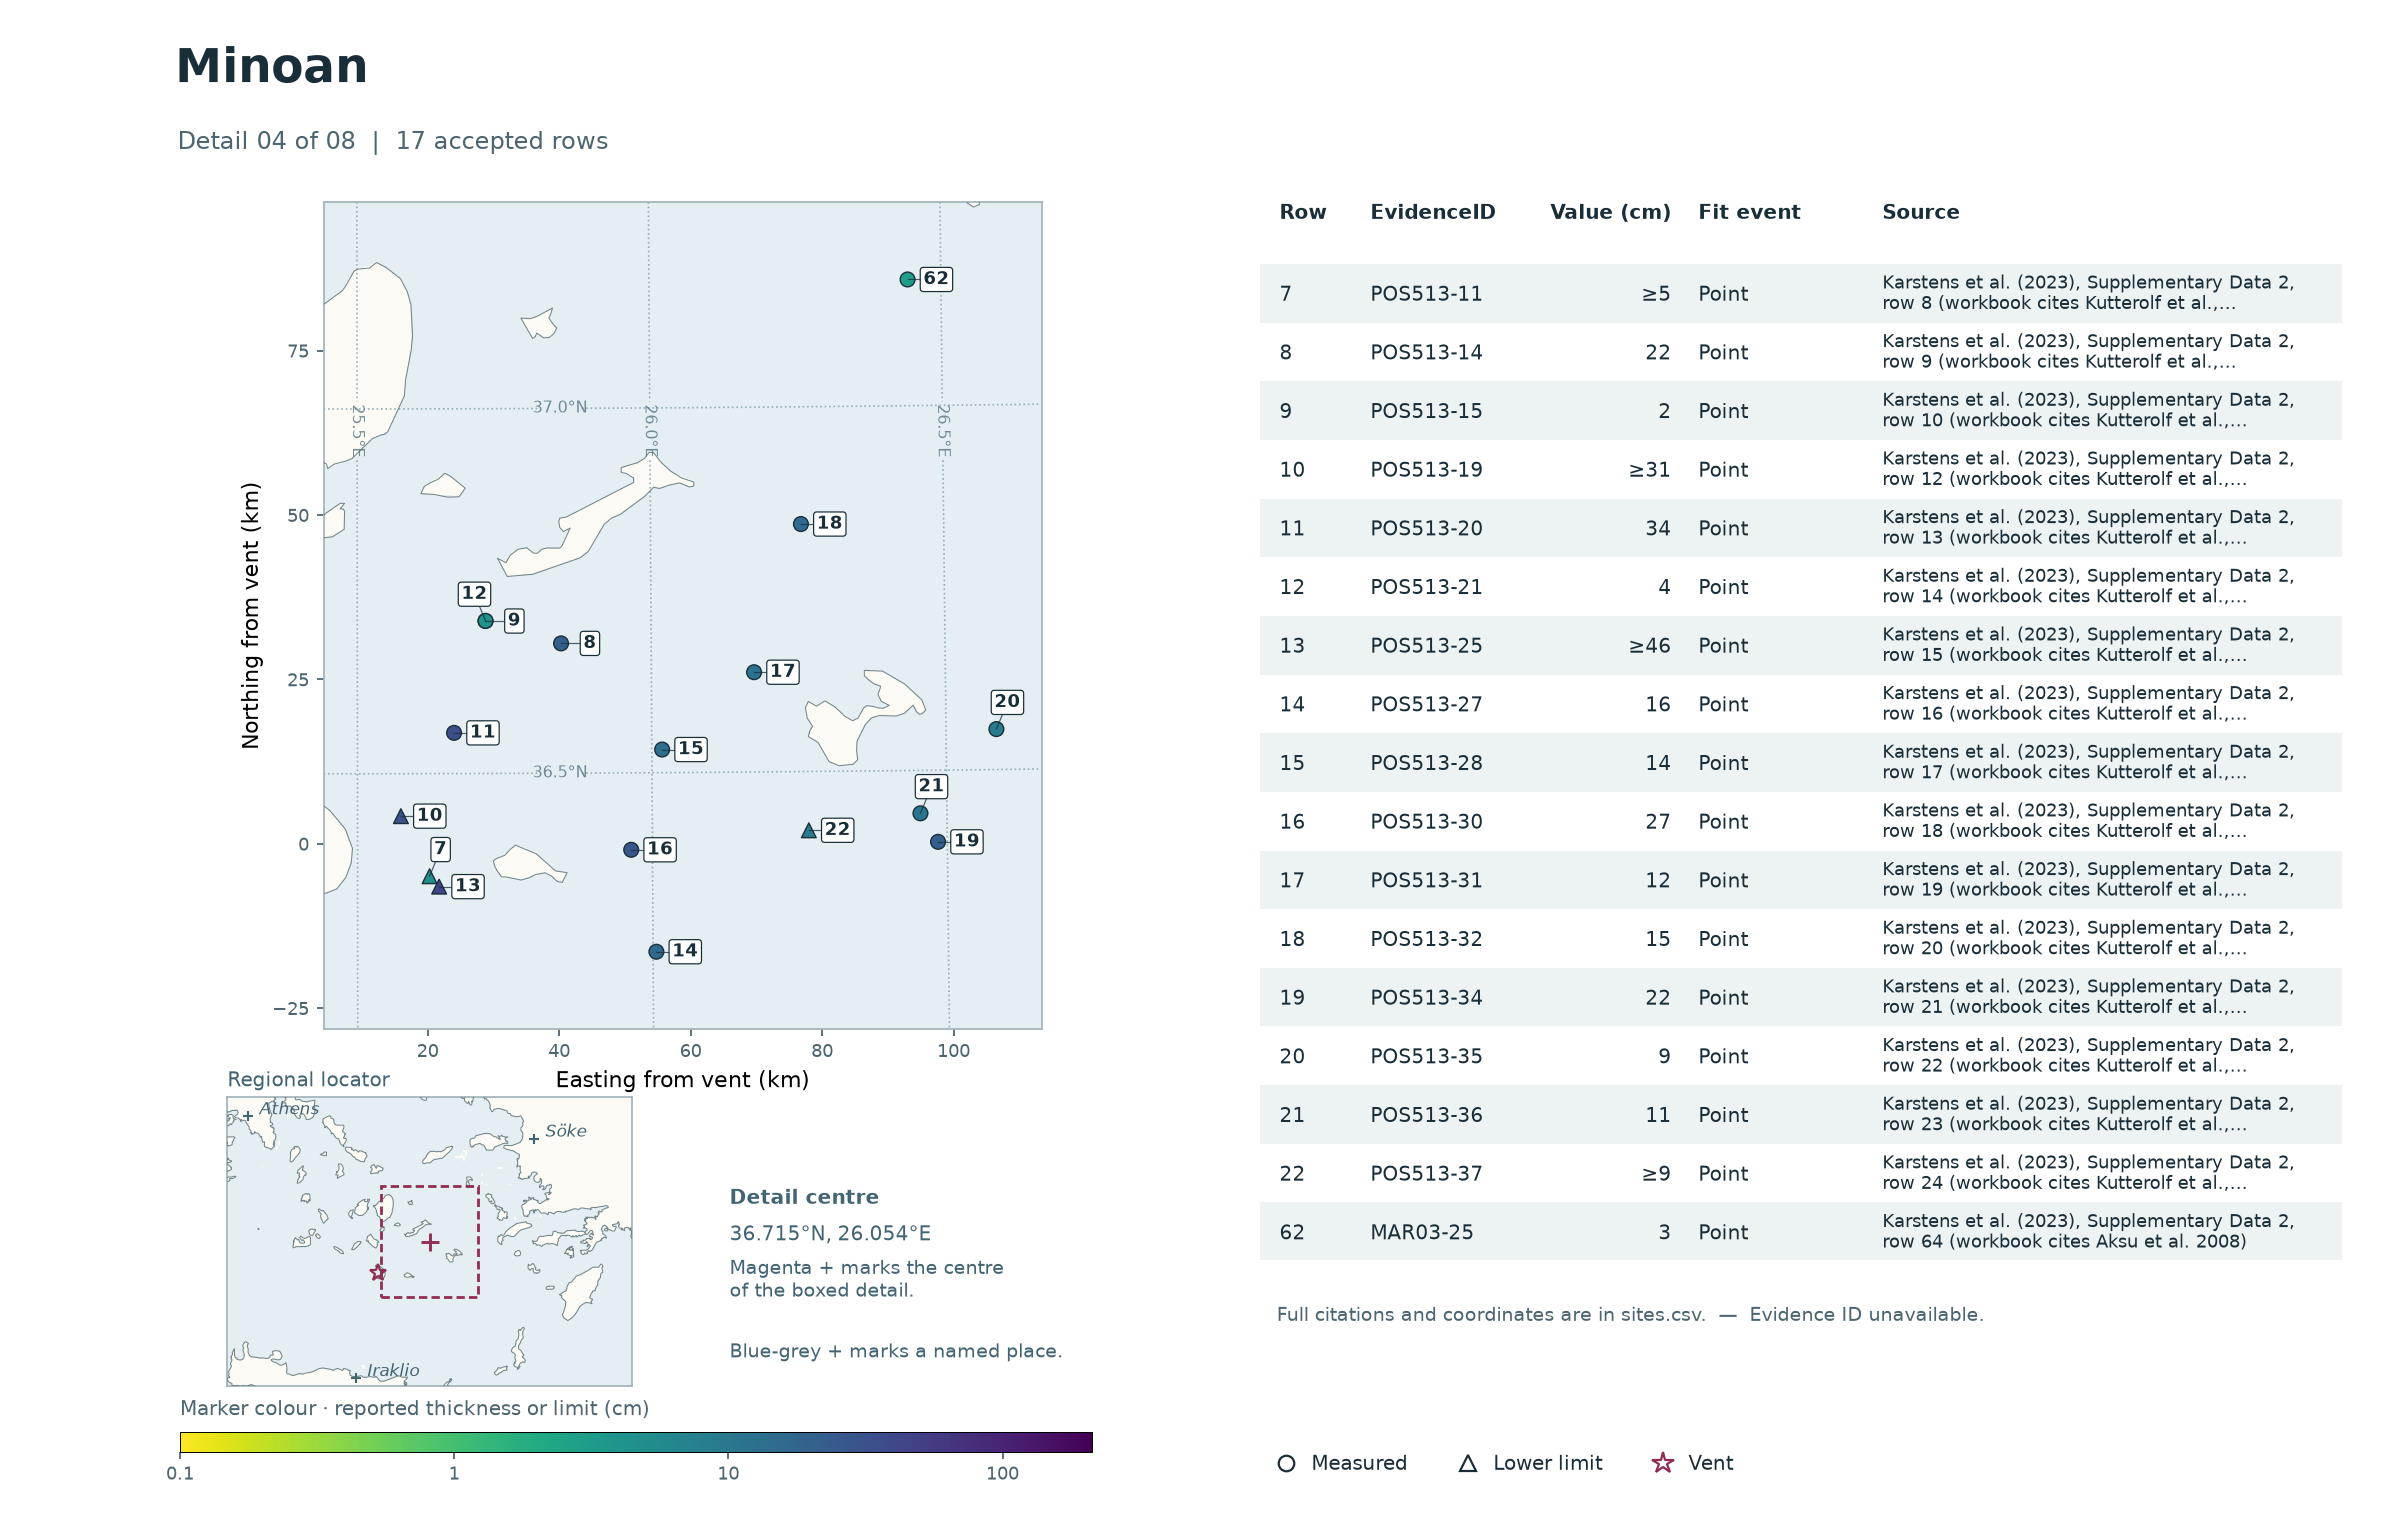 Minoan
Detail 04 of 08 | 17 accepted rows
62
75
37.0°N
25.5°E
26.0°E
26.5°E
50
18
12
9
8
25
17
20
11
15
36.5°N
21
10
22
7
0
16
19
13
14
−25
20 40 60 80 100
Northing from vent (km)
Easting from vent (km)
Regional locator
Athens
Söke
Iraklio
Detail centre
36.715°N, 26.054°E
Magenta + marks the centre
of the boxed detail.
Blue-grey + marks a named place.
Marker colour · reported thickness or limit (cm)
0.1 1 10 100
Row EvidenceID Value (cm) Fit event Source
7 POS513-11 ≥5 Point Karstens et al. (2023), Supplementary Data 2,
row 8 (workbook cites Kutterolf et al.,...
8 POS513-14 22 Point Karstens et al. (2023), Supplementary Data 2,
row 9 (workbook cites Kutterolf et al.,...
9 POS513-15 2 Point Karstens et al. (2023), Supplementary Data 2,
row 10 (workbook cites Kutterolf et al.,...
10 POS513-19 ≥31 Point Karstens et al. (2023), Supplementary Data 2,
row 12 (workbook cites Kutterolf et al.,...
11 POS513-20 34 Point Karstens et al. (2023), Supplementary Data 2,
row 13 (workbook cites Kutterolf et al.,...
12 POS513-21 4 Point Karstens et al. (2023), Supplementary Data 2,
row 14 (workbook cites Kutterolf et al.,...
13 POS513-25 ≥46 Point Karstens et al. (2023), Supplementary Data 2,
row 15 (workbook cites Kutterolf et al.,...
14 POS513-27 16 Point Karstens et al. (2023), Supplementary Data 2,
row 16 (workbook cites Kutterolf et al.,...
15 POS513-28 14 Point Karstens et al. (2023), Supplementary Data 2,
row 17 (workbook cites Kutterolf et al.,...
16 POS513-30 27 Point Karstens et al. (2023), Supplementary Data 2,
row 18 (workbook cites Kutterolf et al.,...
17 POS513-31 12 Point Karstens et al. (2023), Supplementary Data 2,
row 19 (workbook cites Kutterolf et al.,...
18 POS513-32 15 Point Karstens et al. (2023), Supplementary Data 2,
row 20 (workbook cites Kutterolf et al.,...
19 POS513-34 22 Point Karstens et al. (2023), Supplementary Data 2,
row 21 (workbook cites Kutterolf et al.,...
20 POS513-35 9 Point Karstens et al. (2023), Supplementary Data 2,
row 22 (workbook cites Kutterolf et al.,...
21 POS513-36 11 Point Karstens et al. (2023), Supplementary Data 2,
row 23 (workbook cites Kutterolf et al.,...
22 POS513-37 ≥9 Point Karstens et al. (2023), Supplementary Data 2,
row 24 (workbook cites Kutterolf et al.,...
62 MAR03-25 3 Point Karstens et al. (2023), Supplementary Data 2,
row 64 (workbook cites Aksu et al. 2008)
Full citations and coordinates are in sites.csv. — Evidence ID unavailable.
Measured Lower limit Vent